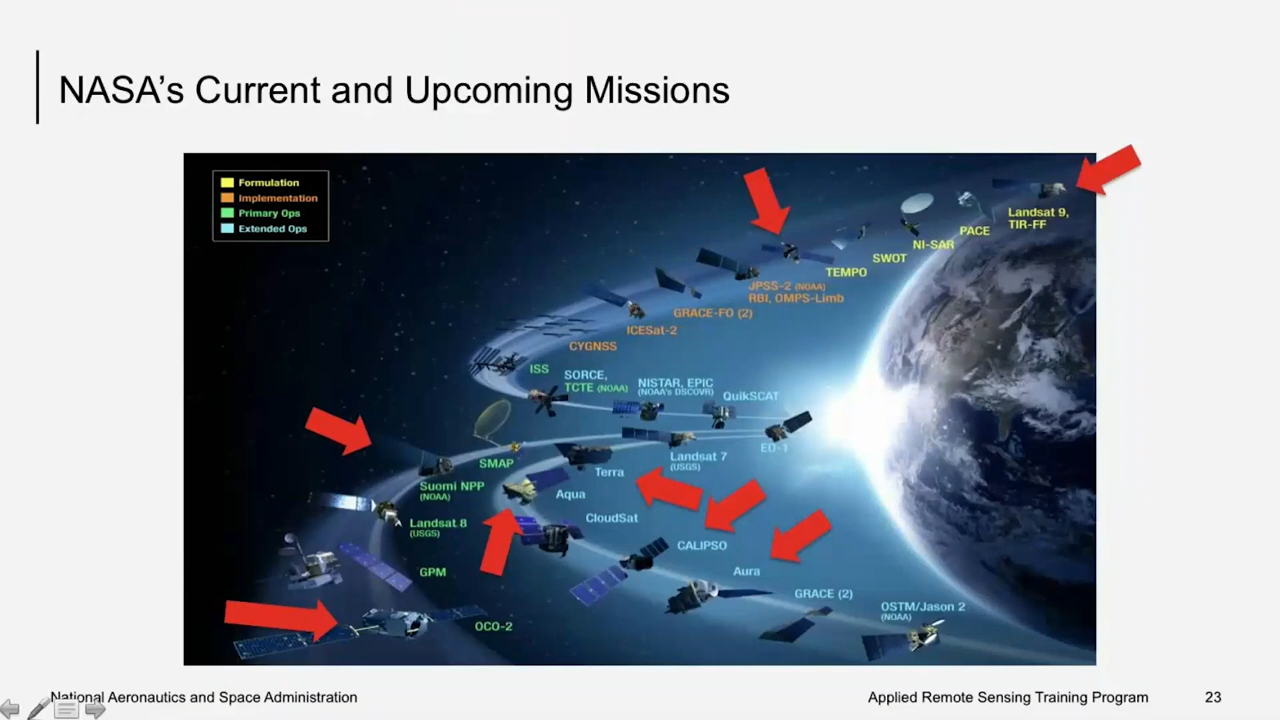 NASA's Current and Upcoming Missions
Formulation
Implementation
Primary Ops
Extended Ops
Landsat 9,
TIR-FF
PACE
NI-SAR
SWOT
TEMPO
JPSS-2 (NOAA)
RBI, OMPS-Limb
GRACE-FO (2)
ICESat-2
CYGNSS
ISS
SORCE,
TCTE (NOAA)
NISTAR, EPIC
(NOAA's DSCOVR)
QuikSCAT
EO-1
Landsat 7
(USGS)
SMAP
Terra
Suomi NPP
(NOAA)
Aqua
Landsat 8
(USGS)
CloudSat
CALIPSO
GPM
Aura
GRACE (2)
OSTM/Jason 2
(NOAA)
OCO-2
National Aeronautics and Space Administration
Applied Remote Sensing Training Program
23